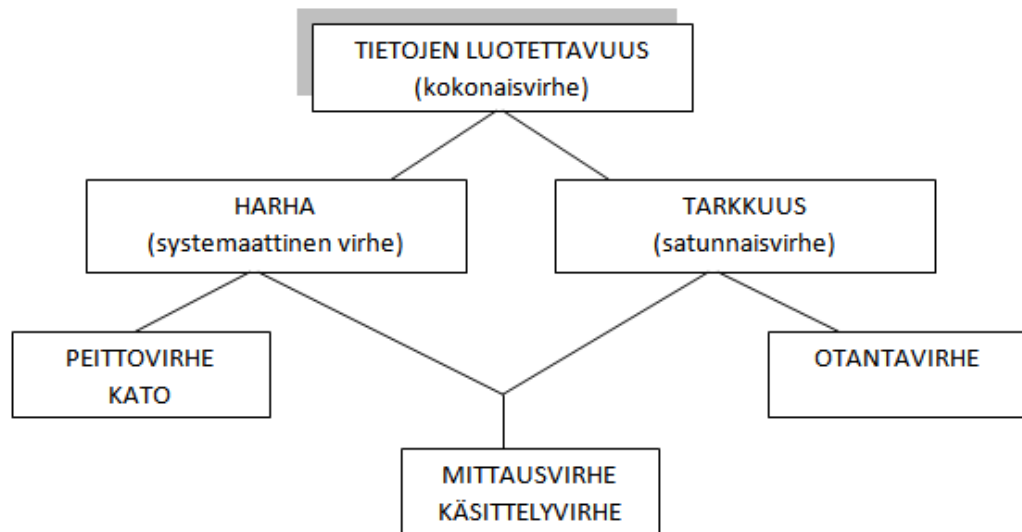 TIETOJEN LUOTETTAVUUS
(kokonaisvirhe)
HARHA
(systemaattinen virhe)
TARKKUUS
(satunnaisvirhe)
PEITTOVIRHE
KATO
OTANTAVIRHE
MITTAUSVIRHE
KÄSITTELYVIRHE